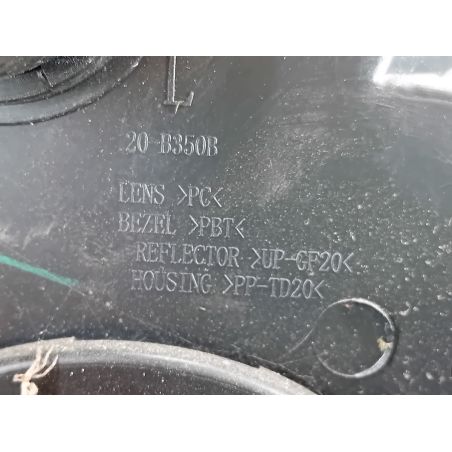 L
20-B350B
LENS >PC<
BEZEL >PBT<
REFLECTOR >UP-GF20<
HOUSING >PP-TD20<